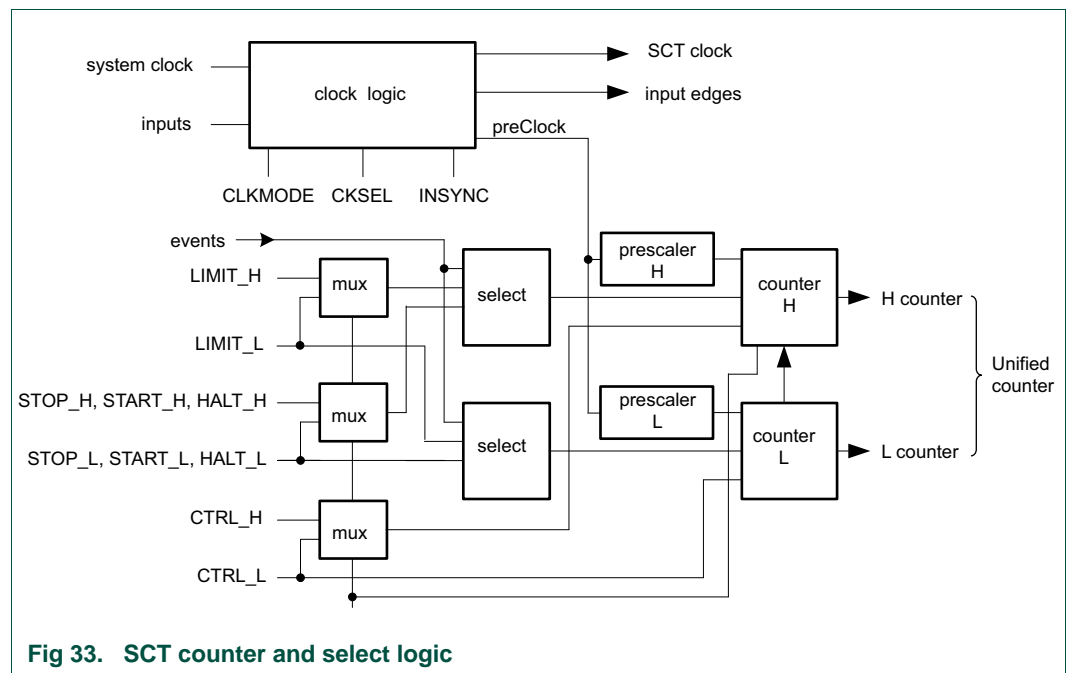 system clock
inputs
clock logic
SCT clock
input edges
preClock
CLKMODE
CKSEL
INSYNC
events
LIMIT_H
LIMIT_L
mux
select
prescaler
H
counter
H
H counter
STOP_H, START_H, HALT_H
STOP_L, START_L, HALT_L
mux
select
prescaler
L
counter
L
L counter
Unified
counter
CTRL_H
CTRL_L
mux
Fig 33. SCT counter and select logic